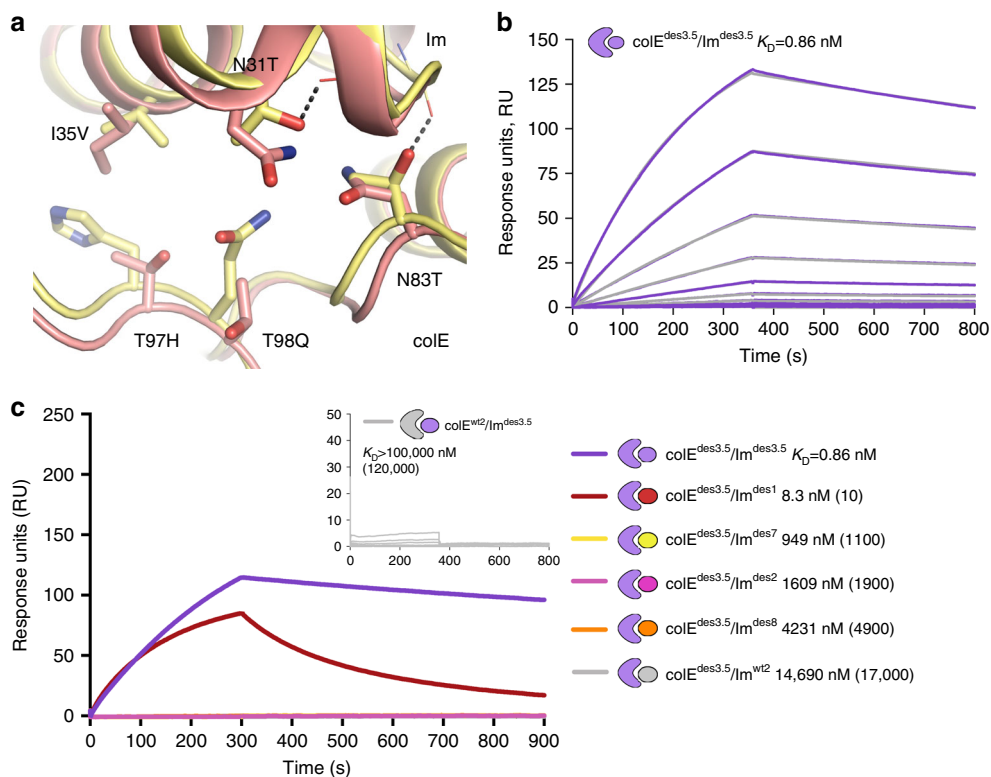 a
N31T
Im
I35V
N83T
T97H
T98Q
colE
b
colE^des3.5/Im^des3.5 K_D=0.86 nM
Response units, RU
150
125
100
75
50
25
0
0 100 200 300 400 500 600 700 800
Time (s)
c
Response units (RU)
250
200
150
100
50
0
0 100 200 300 400 500 600 700 800 900
Time (s)
50
40
30
20
10
0
0 200 400 600 800
colE^wt2/Im^des3.5
K_D>100,000 nM
(120,000)
colE^des3.5/Im^des3.5 K_D=0.86 nM
colE^des3.5/Im^des1 8.3 nM (10)
colE^des3.5/Im^des7 949 nM (1100)
colE^des3.5/Im^des2 1609 nM (1900)
colE^des3.5/Im^des8 4231 nM (4900)
colE^des3.5/Im^wt2 14,690 nM (17,000)